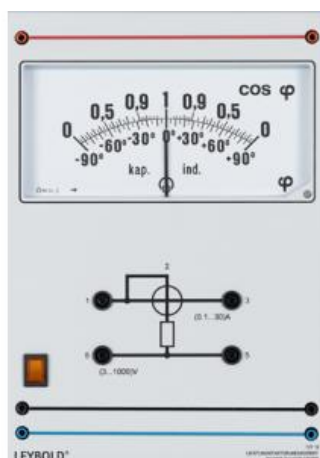 cos φ
0 0,5 0,9 1 0,9 0,5 0
-90° -60° -30° 0° +30° +60° +90°
kap. ind.
φ
2
1 3
(0.1...30)A
6 5
(3...1000)V
LEYBOLD®